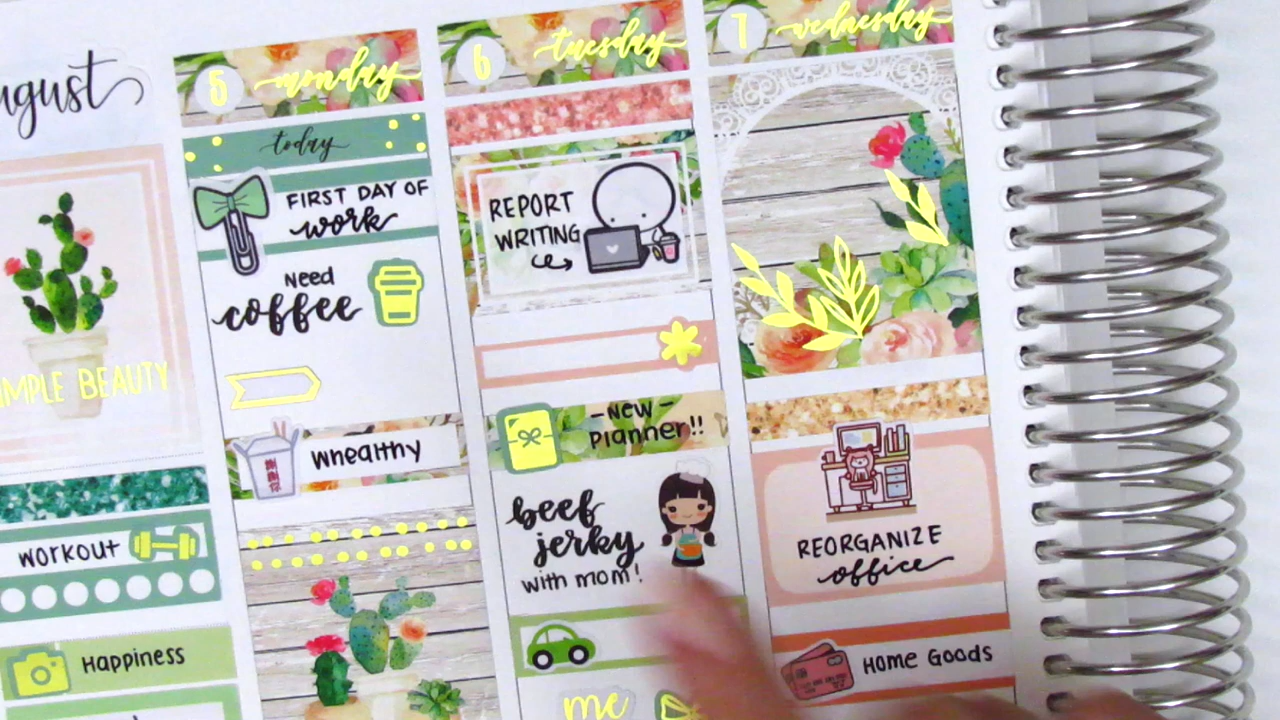 august
SIMPLE BEAUTY
workout
Happiness
5 monday
today
FIRST DAY OF
work
Need
coffee
whealthy
6 tuesday
REPORT
WRITING
-New-
Planner!!
beef
jerky
with mom!
me
7 wednesday
REORGANIZE
office
Home Goods